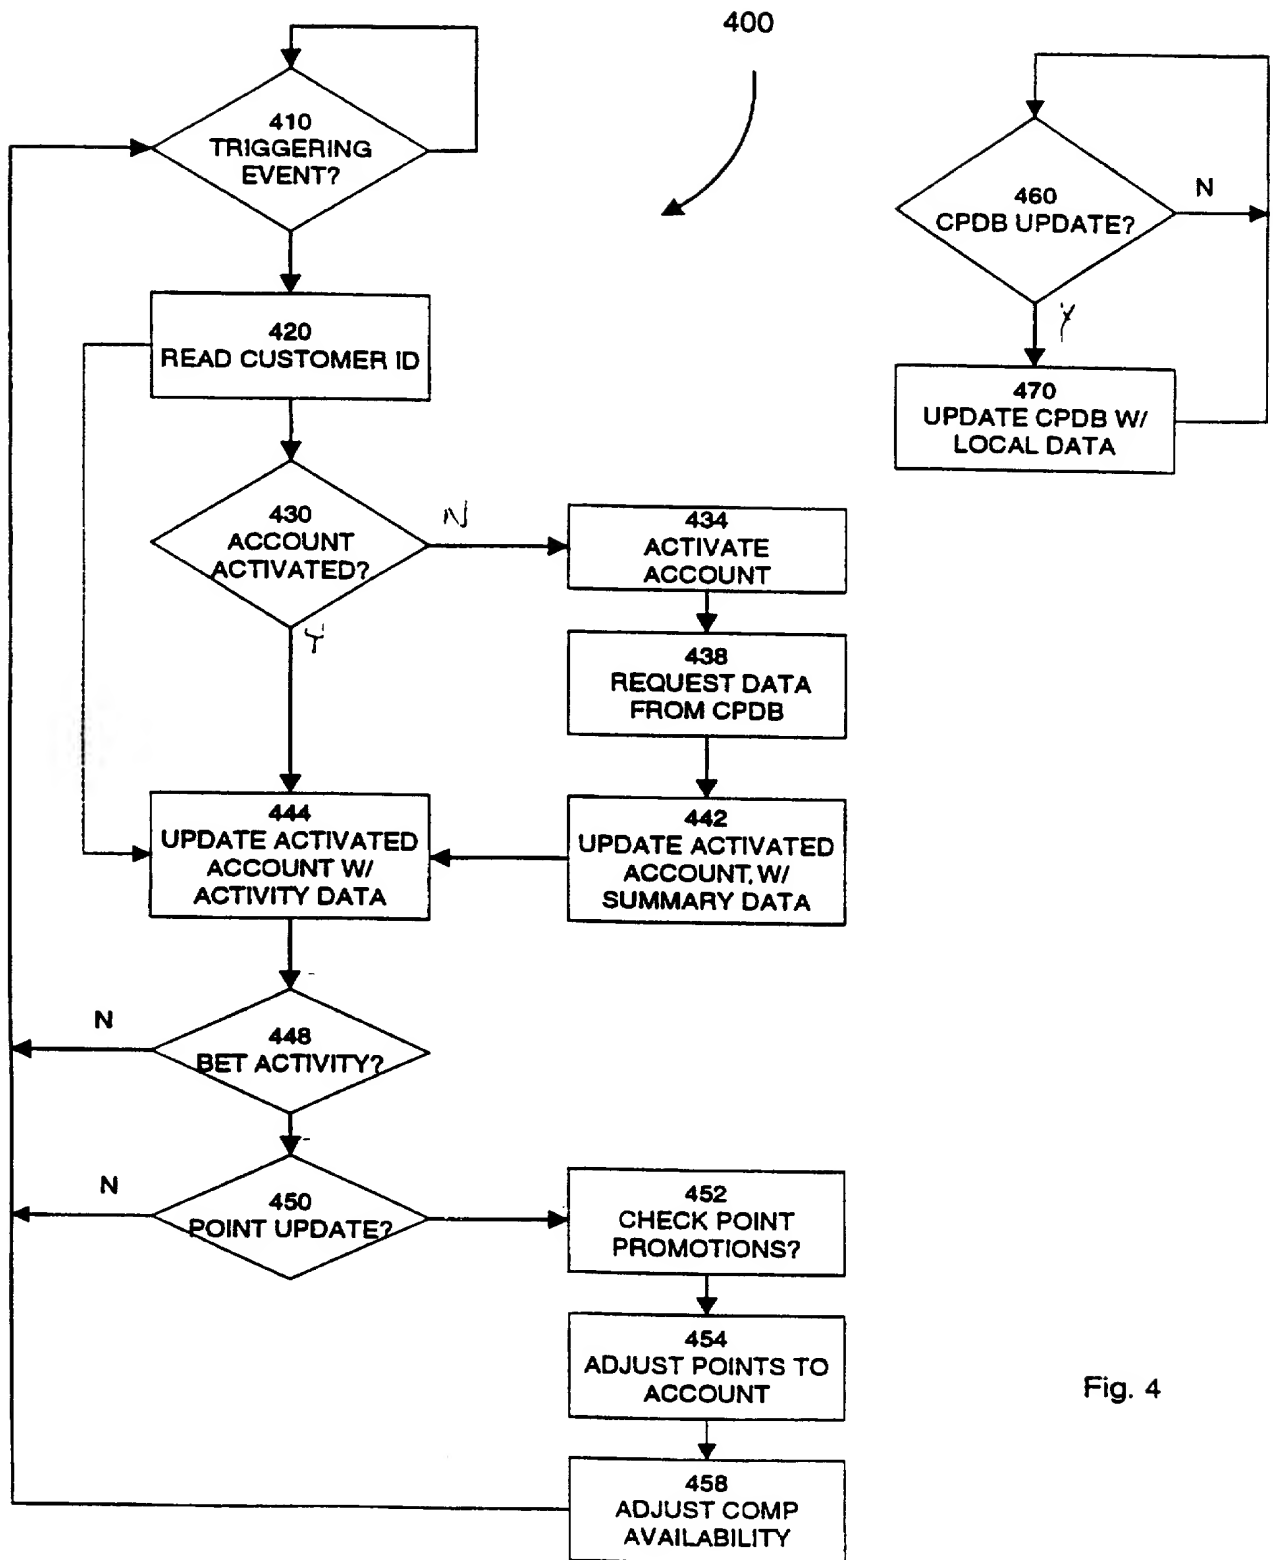 400
410
TRIGGERING
EVENT?
460
CPDB UPDATE?
N
Y
470
UPDATE CPDB W/
LOCAL DATA
420
READ CUSTOMER ID
430
ACCOUNT
ACTIVATED?
N
Y
434
ACTIVATE
ACCOUNT
438
REQUEST DATA
FROM CPDB
444
UPDATE ACTIVATED
ACCOUNT W/
ACTIVITY DATA
442
UPDATE ACTIVATED
ACCOUNT W/
SUMMARY DATA
N
448
BET ACTIVITY?
N
450
POINT UPDATE?
452
CHECK POINT
PROMOTIONS?
454
ADJUST POINTS TO
ACCOUNT
458
ADJUST COMP
AVAILABILITY
Fig. 4